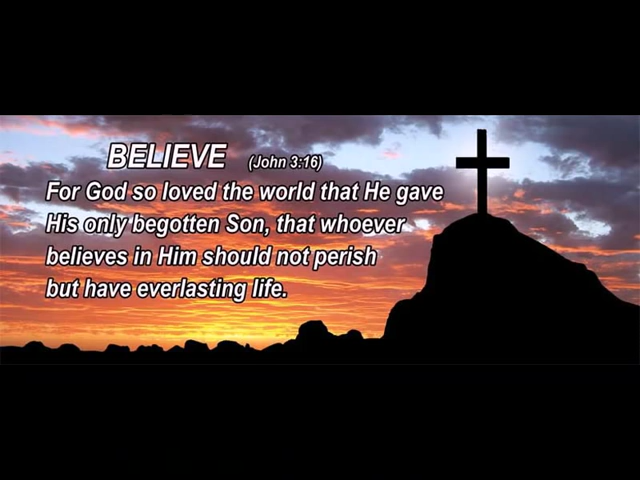 BELIEVE (John 3:16)
For God so loved the world that He gave
His only begotten Son, that whoever
believes in Him should not perish
but have everlasting life.